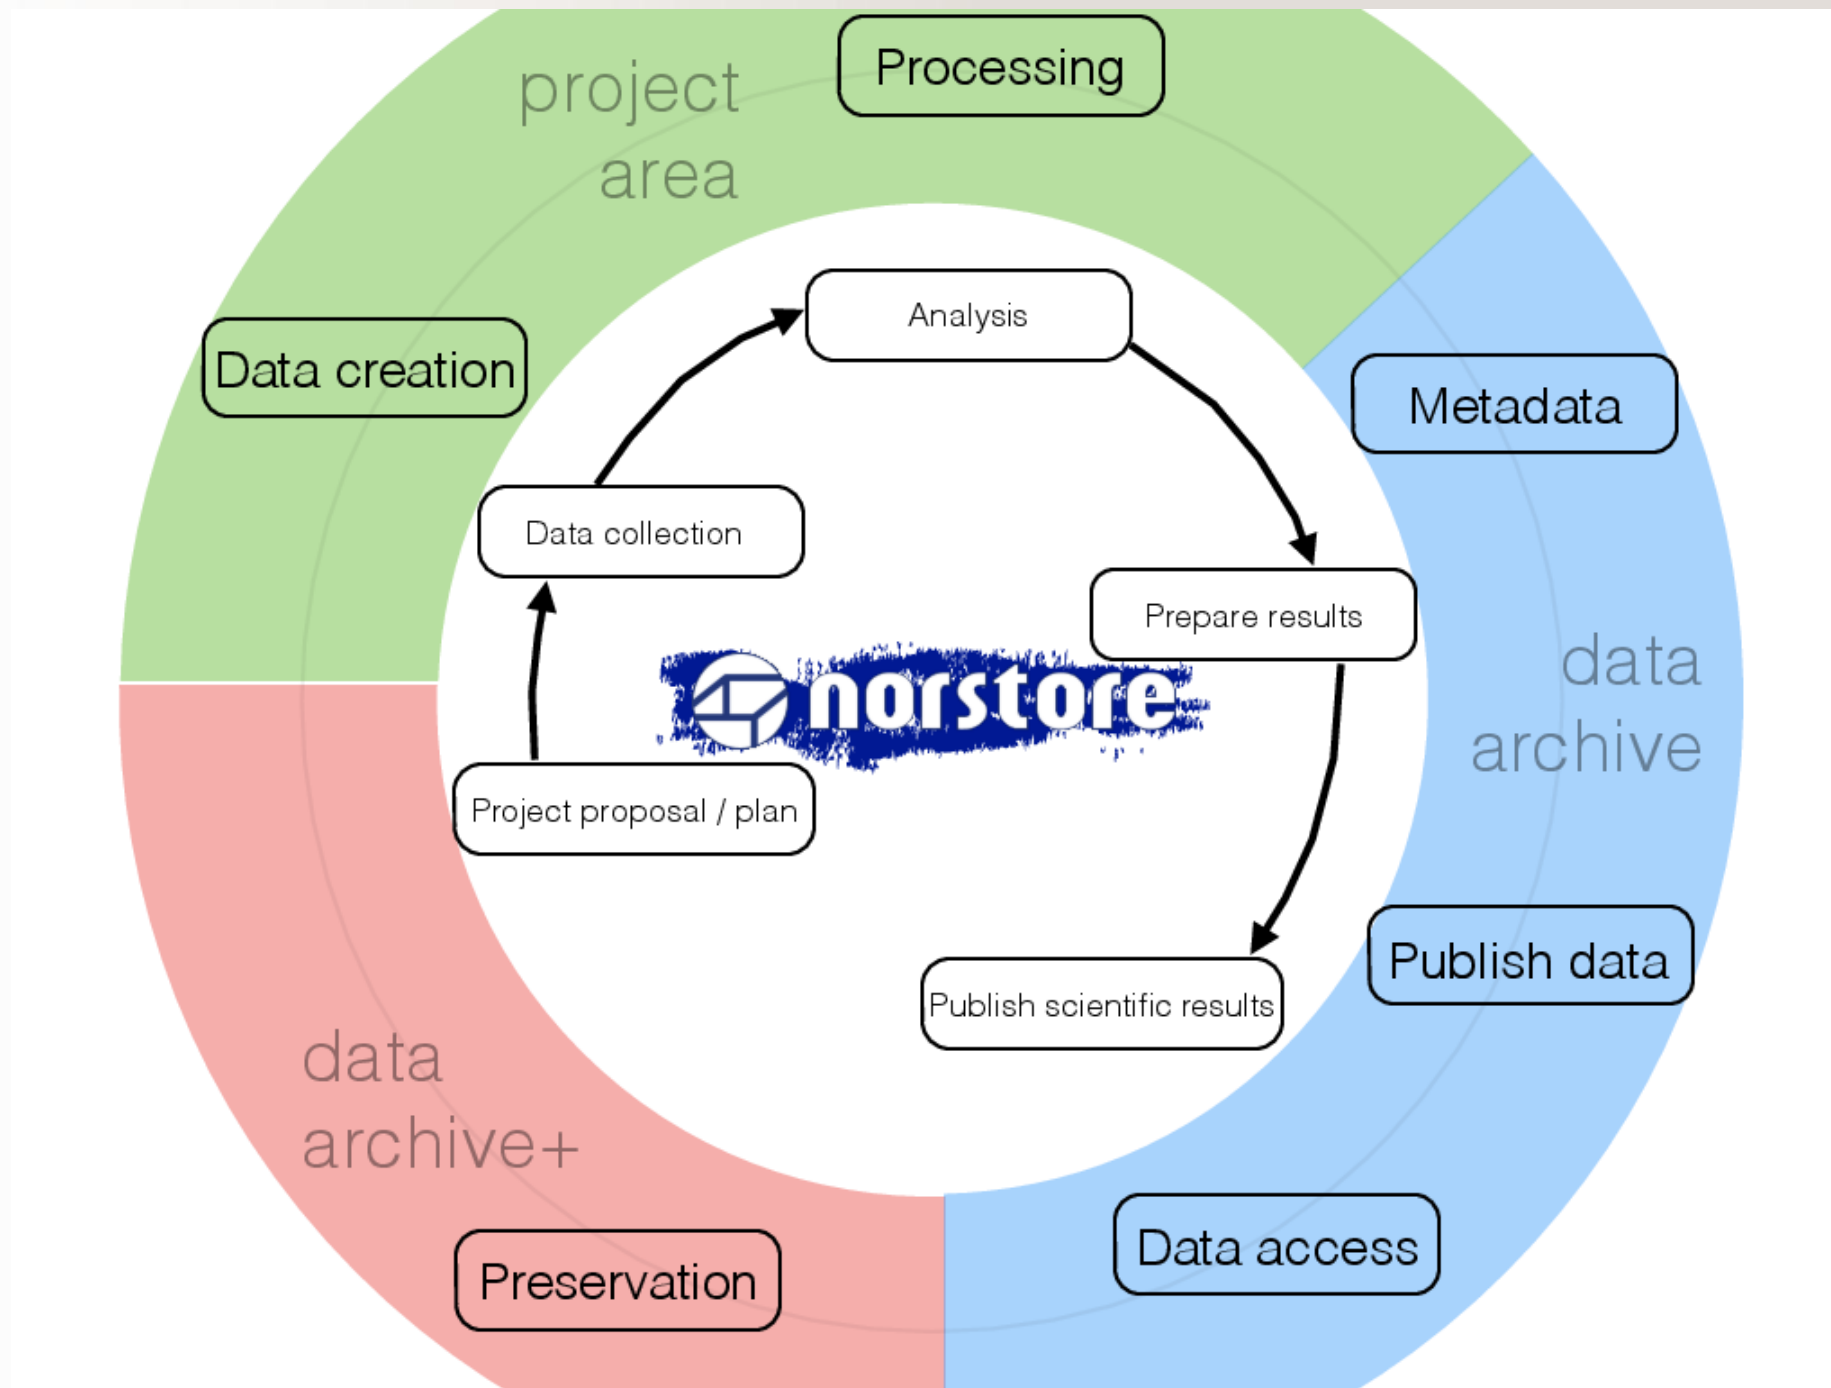 Processing
project
area
Analysis
Data creation
Metadata
Data collection
Prepare results
norstore
data
archive
Project proposal / plan
Publish data
Publish scientific results
data
archive+
Data access
Preservation